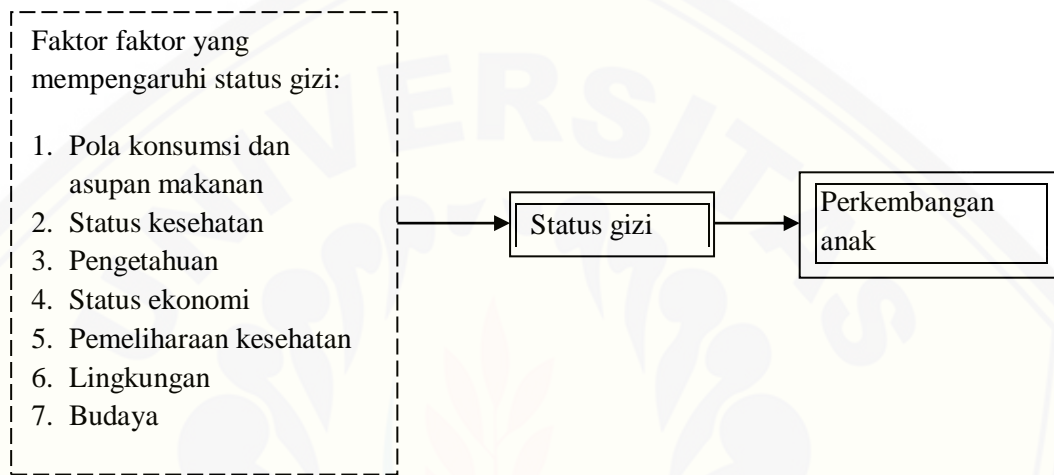 Faktor faktor yang
mempengaruhi status gizi:
1. Pola konsumsi dan
asupan makanan
2. Status kesehatan
3. Pengetahuan
4. Status ekonomi
5. Pemeliharaan kesehatan
6. Lingkungan
7. Budaya
Status gizi
Perkembangan
anak
UNIVERSITAS